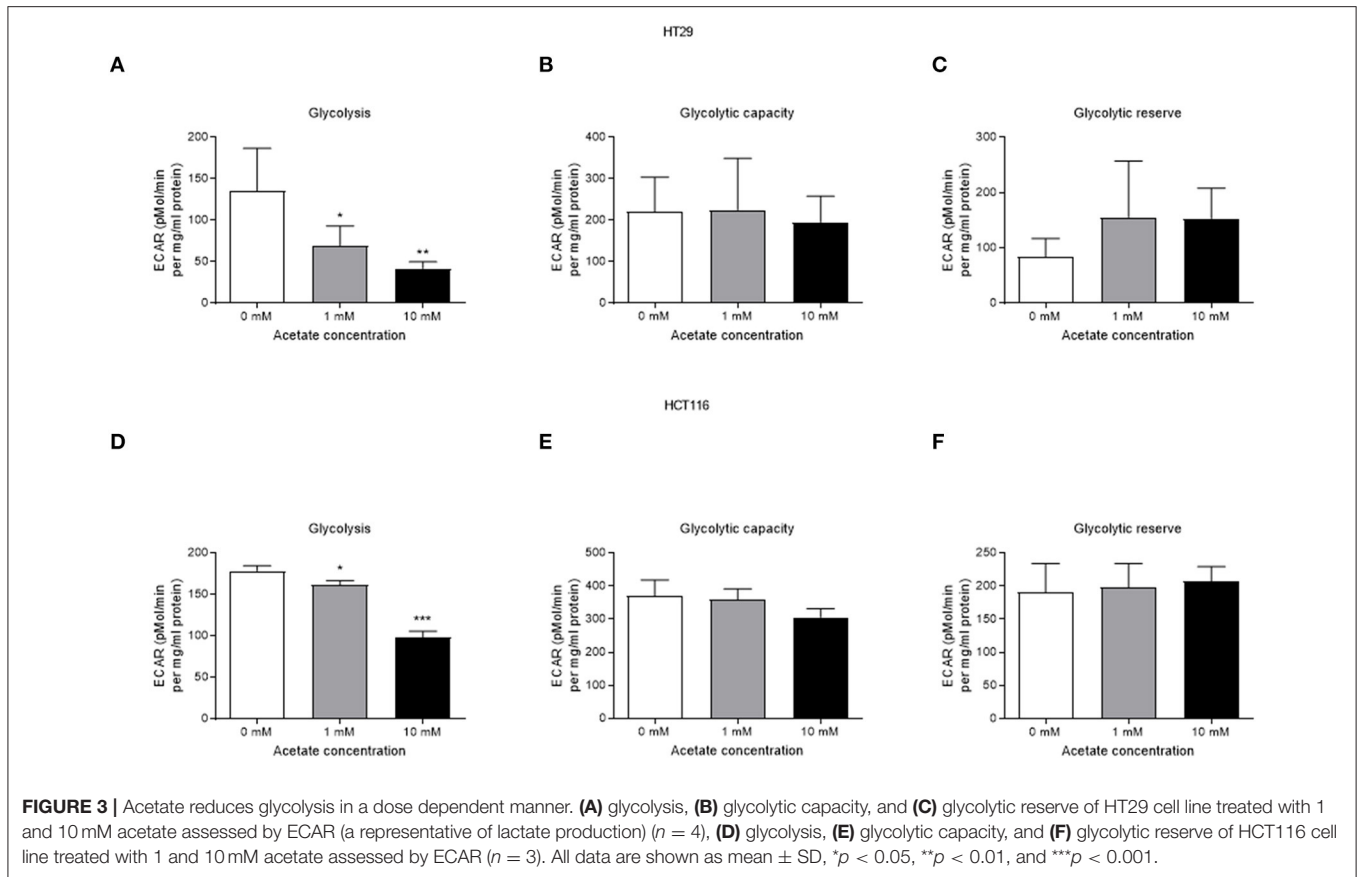 HT29
A
B
C
Glycolysis
Glycolytic capacity
Glycolytic reserve
ECAR (pMol/min
per mg/ml protein)
200
150
100
50
0
*
**
0 mM
1 mM
10 mM
Acetate concentration
ECAR (pMol/min
per mg/ml protein)
400
300
200
100
0
0 mM
1 mM
10 mM
Acetate concentration
ECAR (pMol/min
per mg/ml protein)
300
200
100
0
0 mM
1 mM
10 mM
Acetate concentration
HCT116
D
E
F
Glycolysis
Glycolytic capacity
Glycolytic reserve
ECAR (pMol/min
per mg/ml protein)
200
150
100
50
0
*
***
0 mM
1 mM
10 mM
Acetate concentration
ECAR (pMol/min
per mg/ml protein)
500
400
300
200
100
0
0 mM
1 mM
10 mM
Acetate concentration
ECAR (pMol/min
per mg/ml protein)
250
200
150
100
50
0
0 mM
1 mM
10 mM
Acetate concentration
FIGURE 3 | Acetate reduces glycolysis in a dose dependent manner. (A) glycolysis, (B) glycolytic capacity, and (C) glycolytic reserve of HT29 cell line treated with 1
and 10 mM acetate assessed by ECAR (a representative of lactate production) (n = 4), (D) glycolysis, (E) glycolytic capacity, and (F) glycolytic reserve of HCT116 cell
line treated with 1 and 10 mM acetate assessed by ECAR (n = 3). All data are shown as mean ± SD, *p < 0.05, **p < 0.01, and ***p < 0.001.